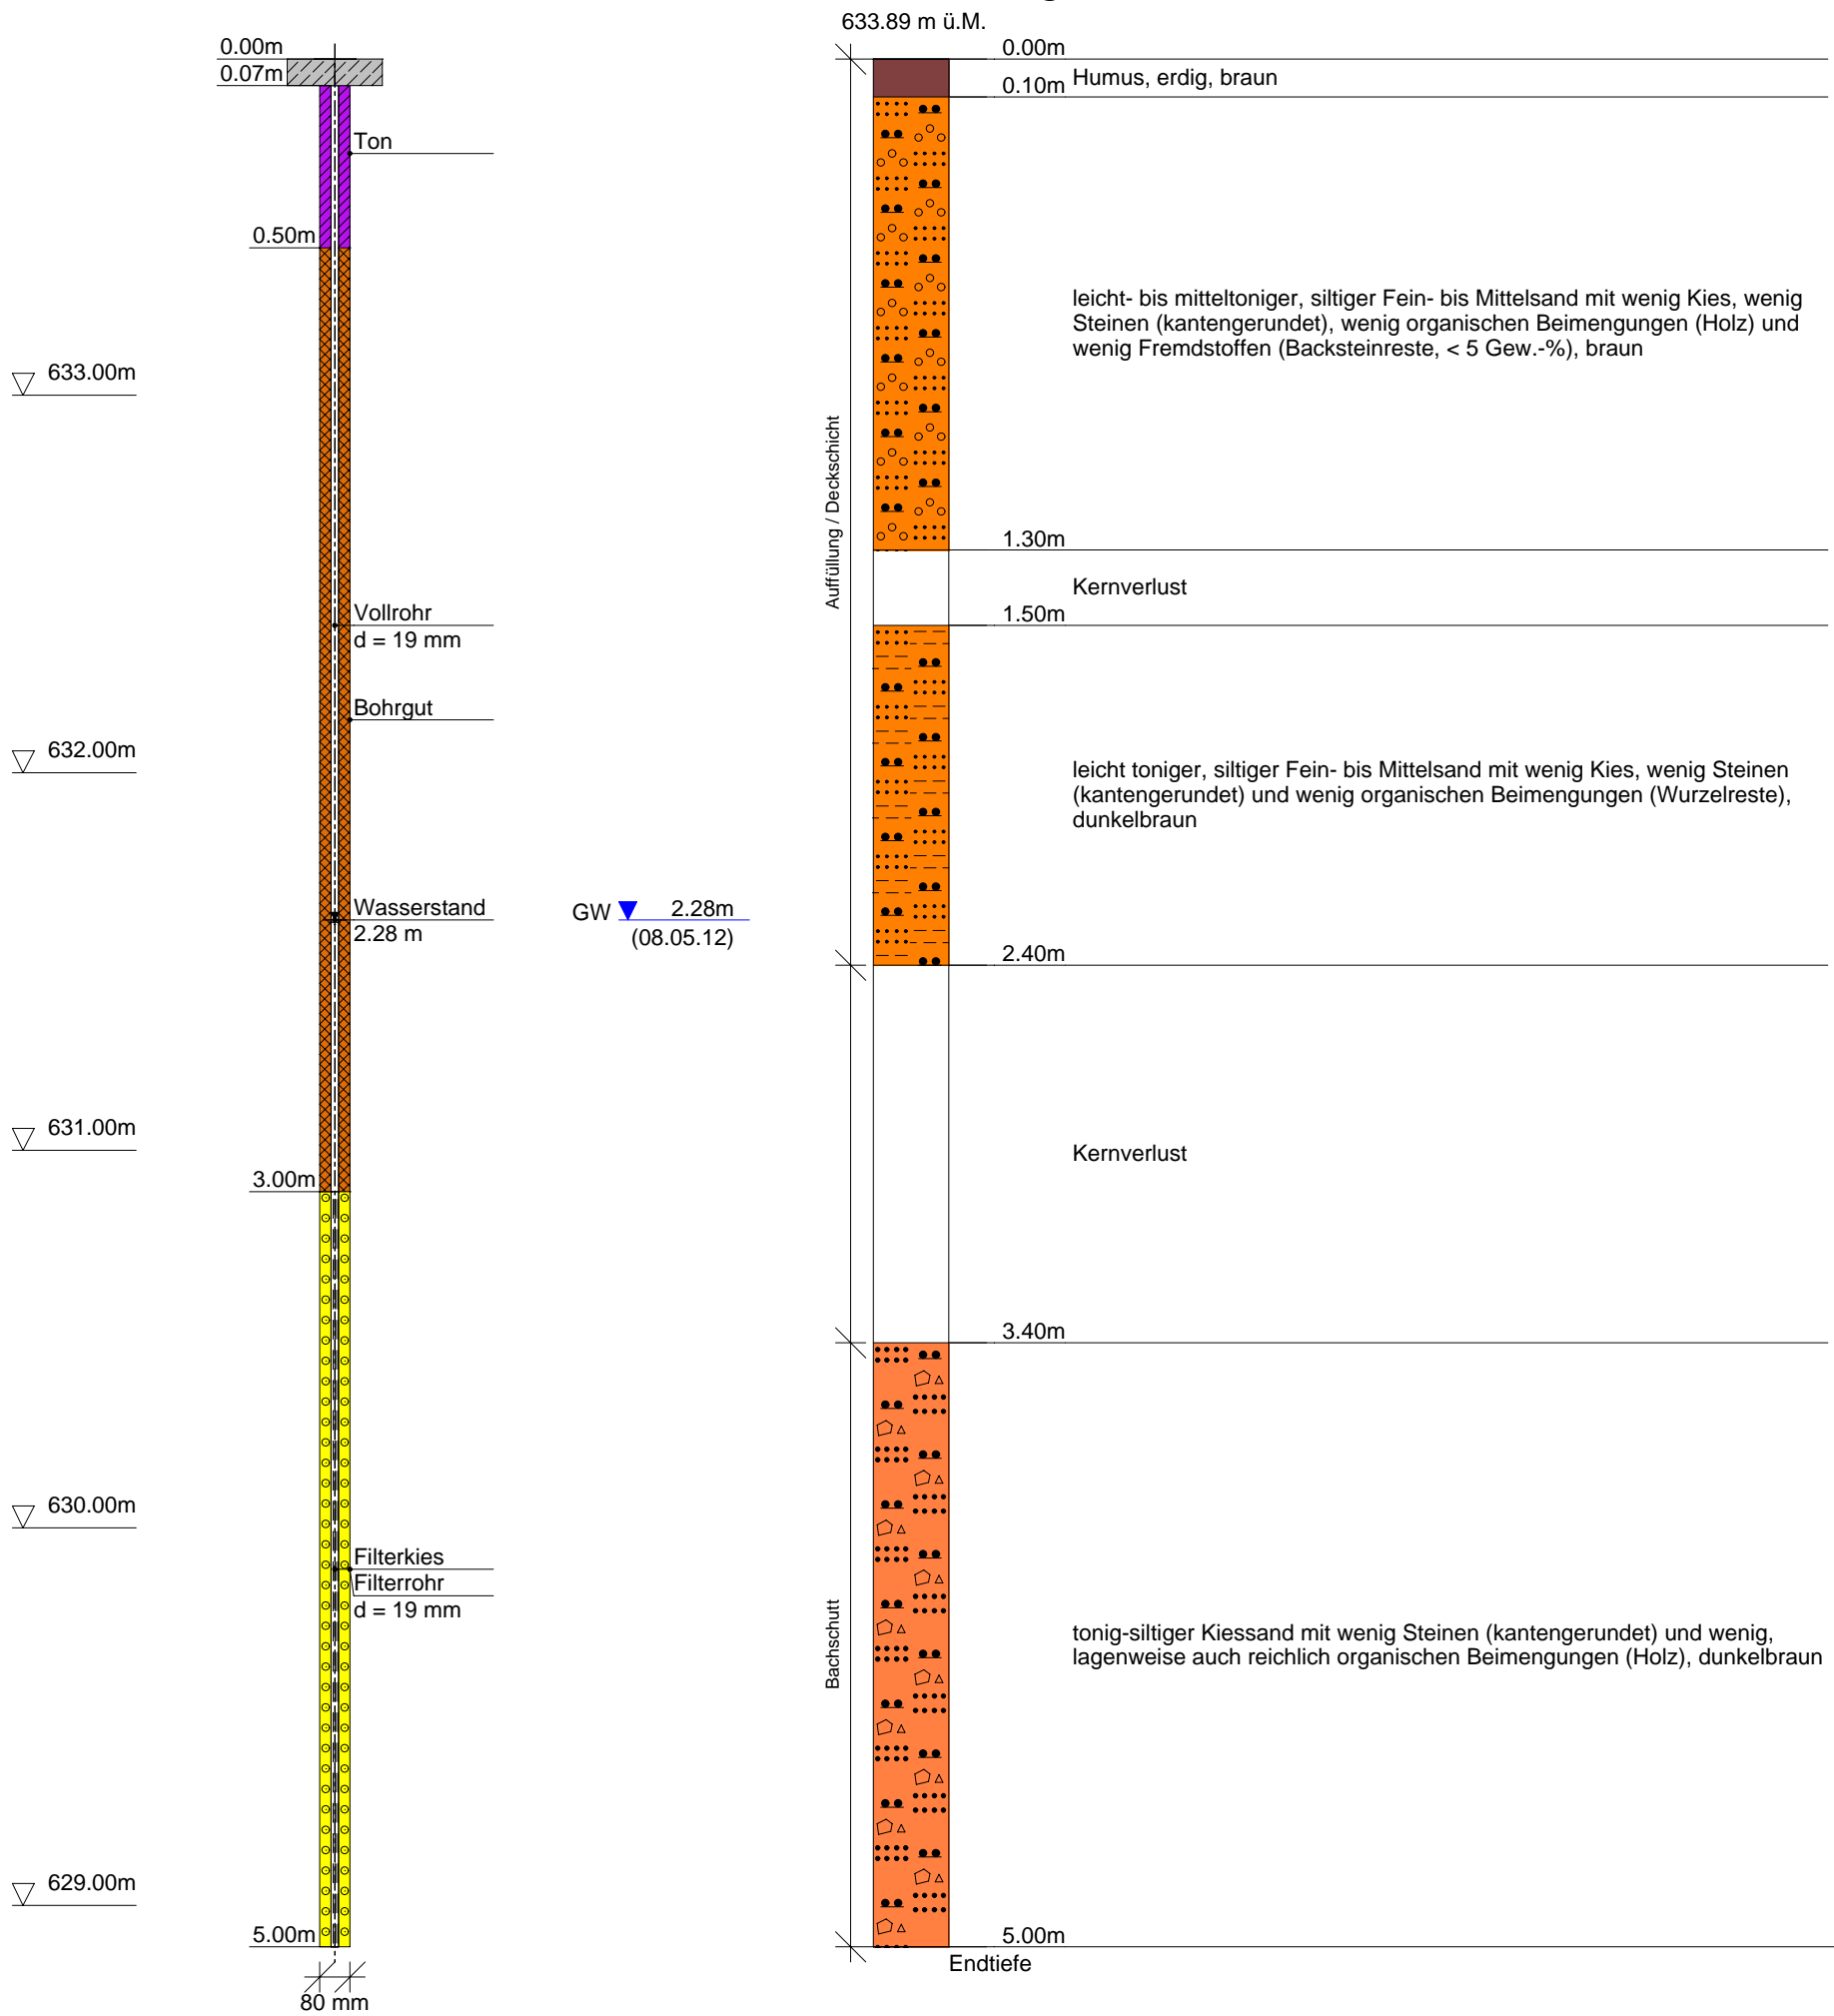 633.89 m ü.M.
0.00m
0.07m
Ton
0.50m
633.00m
Vollrohr
d = 19 mm
Bohrgut
632.00m
Wasserstand
2.28 m
GW 2.28m
(08.05.12)
631.00m
3.00m
630.00m
Filterkies
Filterrohr
d = 19 mm
629.00m
5.00m
80 mm
Auffüllung / Deckschicht
Bachschutt
0.00m
Humus, erdig, braun
0.10m
leicht- bis mitteltoniger, siltiger Fein- bis Mittelsand mit wenig Kies, wenig
Steinen (kantengerundet), wenig organischen Beimengungen (Holz) und
wenig Fremdstoffen (Backsteinreste, < 5 Gew.-%), braun
1.30m
Kernverlust
1.50m
leicht toniger, siltiger Fein- bis Mittelsand mit wenig Kies, wenig Steinen
(kantengerundet) und wenig organischen Beimengungen (Wurzelreste),
dunkelbraun
2.40m
Kernverlust
3.40m
tonig-siltiger Kiessand mit wenig Steinen (kantengerundet) und wenig,
lagenweise auch reichlich organischen Beimengungen (Holz), dunkelbraun
5.00m
Endtiefe